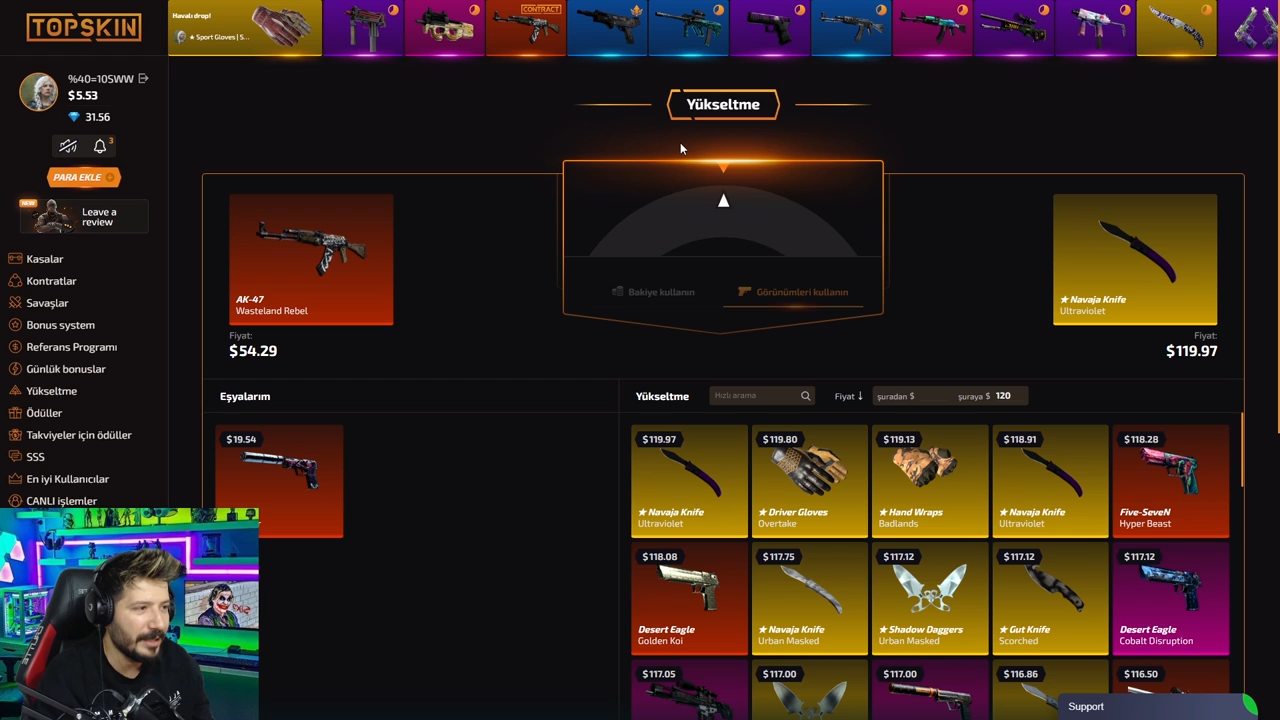 TOPSKIN
Havalı drop!
★ Sport Gloves | S...
CONTRACT
%40=10SWW
$5.53
31.56
3
PARA EKLE
NEW
Leave a
review
Kasalar
Kontratlar
Savaşlar
Bonus system
Referans Programı
Günlük bonuslar
Yükseltme
Ödüller
Takviyeler için ödüller
SSS
En iyi Kullanıcılar
CANLI işlemler
Yükseltme
AK-47
Wasteland Rebel
Fiyat:
$54.29
Bakiye kullanın
Görünümleri kullanın
★ Navaja Knife
Ultraviolet
Fiyat:
$119.97
Eşyalarım
$19.54
Yükseltme
Hızlı arama
Fiyat ↓
şuradan $
şuraya $ 120
$119.97
★ Navaja Knife
Ultraviolet
$119.80
★ Driver Gloves
Overtake
$119.13
★ Hand Wraps
Badlands
$118.91
★ Navaja Knife
Ultraviolet
$118.28
Five-SeveN
Hyper Beast
$118.08
Desert Eagle
Golden Koi
$117.75
★ Navaja Knife
Urban Masked
$117.12
★ Shadow Daggers
Urban Masked
$117.12
★ Gut Knife
Scorched
$117.12
Desert Eagle
Cobalt Disruption
$117.05
$117.00
$117.00
$116.86
$116.50
Support